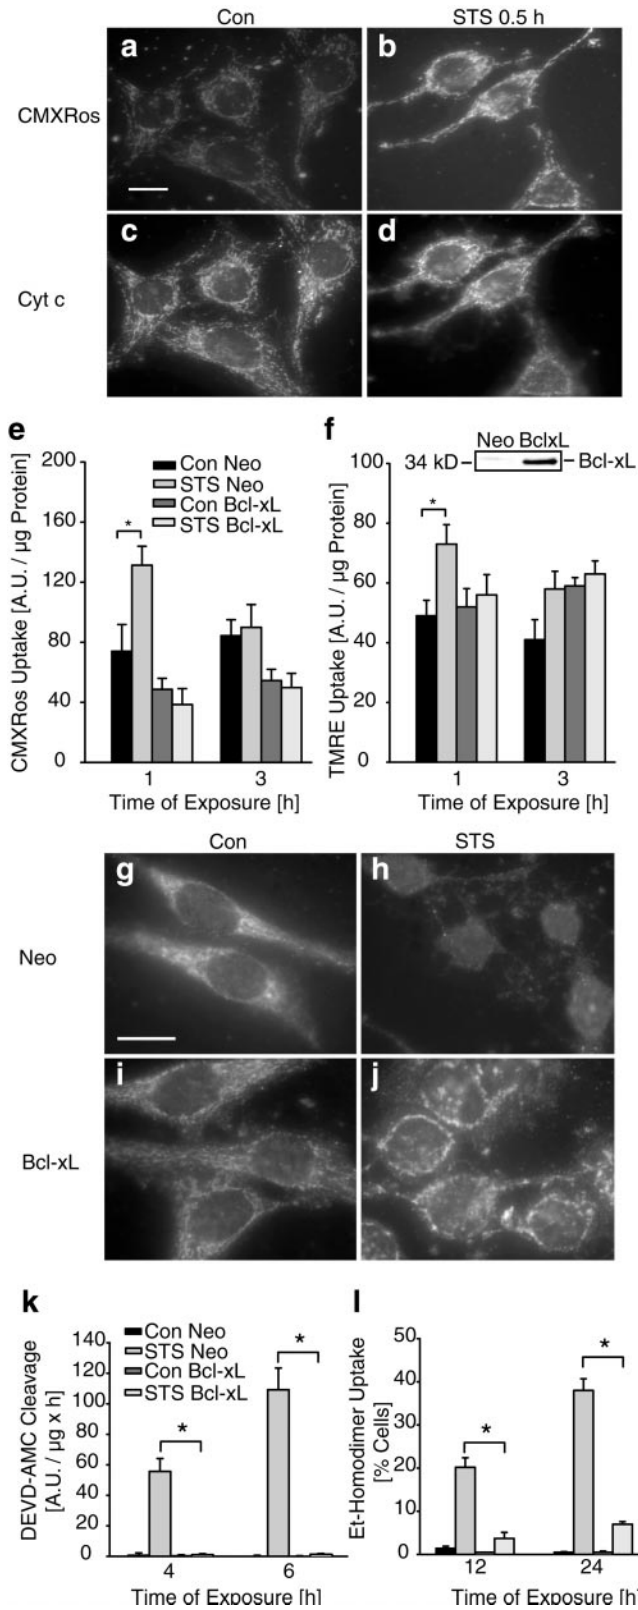 Con STS 0.5 h
a b
CMXRos
c d
Cyt c
e
CMXRos Uptake [A.U. / µg Protein]
200
160
120
80
40
0
Con Neo
STS Neo
Con Bcl-xL
STS Bcl-xL
*
1 3
Time of Exposure [h]
f
Neo BclxL
34 kD Bcl-xL
TMRE Uptake [A.U. / µg Protein]
100
80
60
40
20
0
*
1 3
Time of Exposure [h]
Con STS
g h
Neo
i j
Bcl-xL
k
DEVD-AMC Cleavage
[A.U. / µg x h]
140
120
100
80
60
40
20
0
Con Neo
STS Neo
Con Bcl-xL
STS Bcl-xL
*
*
4 6
Time of Exposure [h]
l
Et-Homodimer Uptake
[% Cells]
50
40
30
20
10
0
*
*
12 24
Time of Exposure [h]